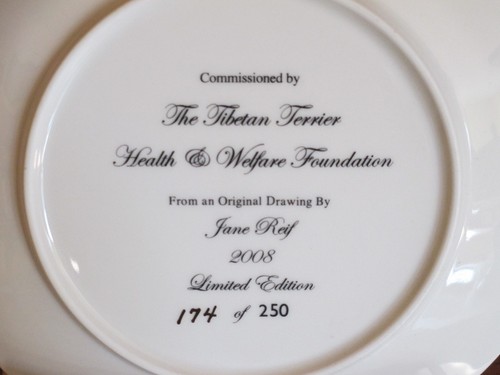 Commissioned by
The Tibetan Terrier
Health & Welfare Foundation
From an Original Drawing By
Jane Reif
2008
Limited Edition
174 of 250